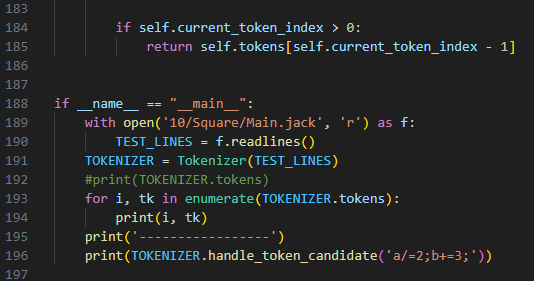 183
184 if self.current_token_index > 0:
185 return self.tokens[self.current_token_index - 1]
186
187
188 if __name__ == "__main__":
189 with open('10/Square/Main.jack', 'r') as f:
190 TEST_LINES = f.readlines()
191 TOKENIZER = Tokenizer(TEST_LINES)
192 #print(TOKENIZER.tokens)
193 for i, tk in enumerate(TOKENIZER.tokens):
194 print(i, tk)
195 print('-----------------')
196 print(TOKENIZER.handle_token_candidate('a/=2;b+=3;'))
197